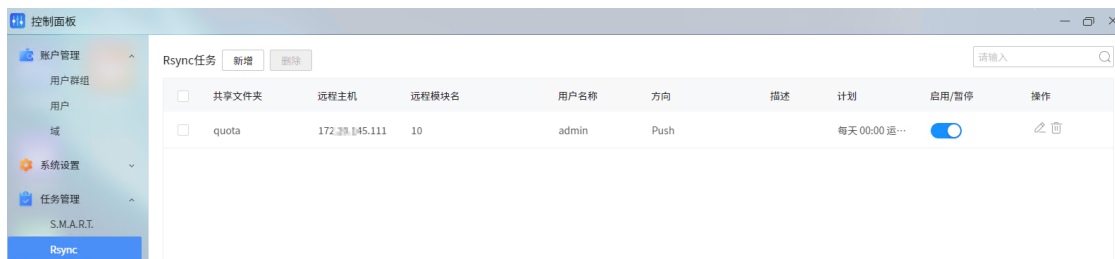 控制面板
账户管理
用户群组
用户
域
系统设置
任务管理
S.M.A.R.T.
Rsync
Rsync任务 新增 删除 请输入
共享文件夹 远程主机 远程模块名 用户名称 方向 描述 计划 启用/暂停 操作
quota 145.111 10 admin Push 每天 00:00 运…